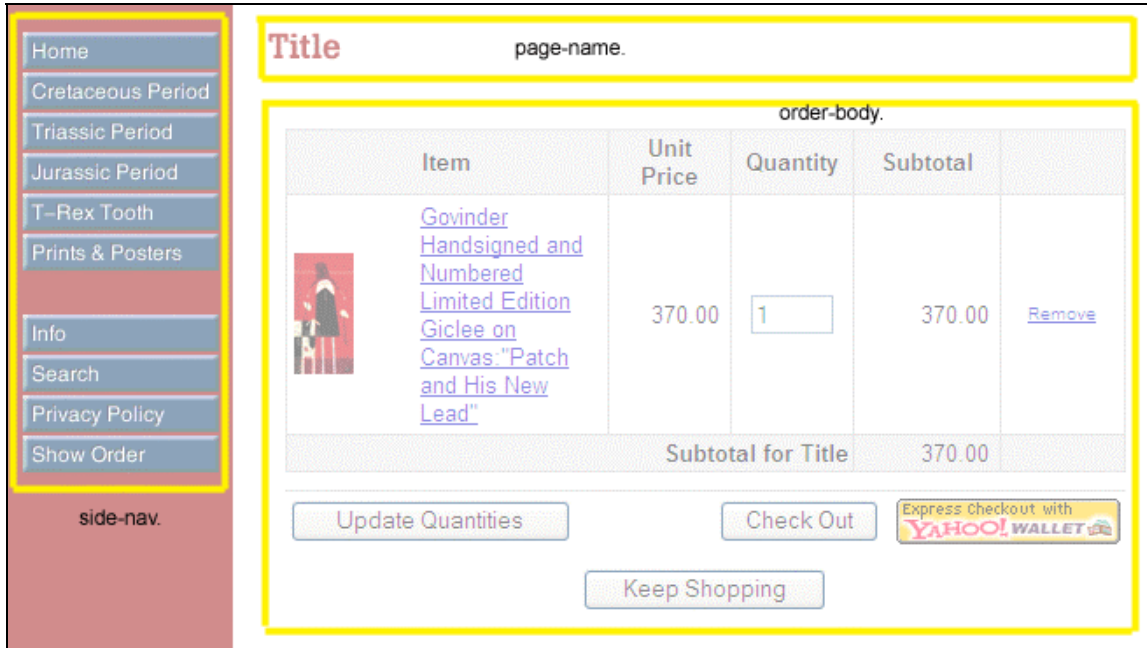 Home
Cretaceous Period
Triassic Period
Jurassic Period
T-Rex Tooth
Prints & Posters
Info
Search
Privacy Policy
Show Order
side-nav.
Title
page-name.
order-body.
Item
Unit
Price
Quantity
Subtotal
Govinder
Handsigned and
Numbered
Limited Edition
Giclee on
Canvas:"Patch
and His New
Lead"
370.00
1
370.00
Remove
Subtotal for Title
370.00
Update Quantities
Check Out
Express Checkout with
YAHOO! WALLET
Keep Shopping